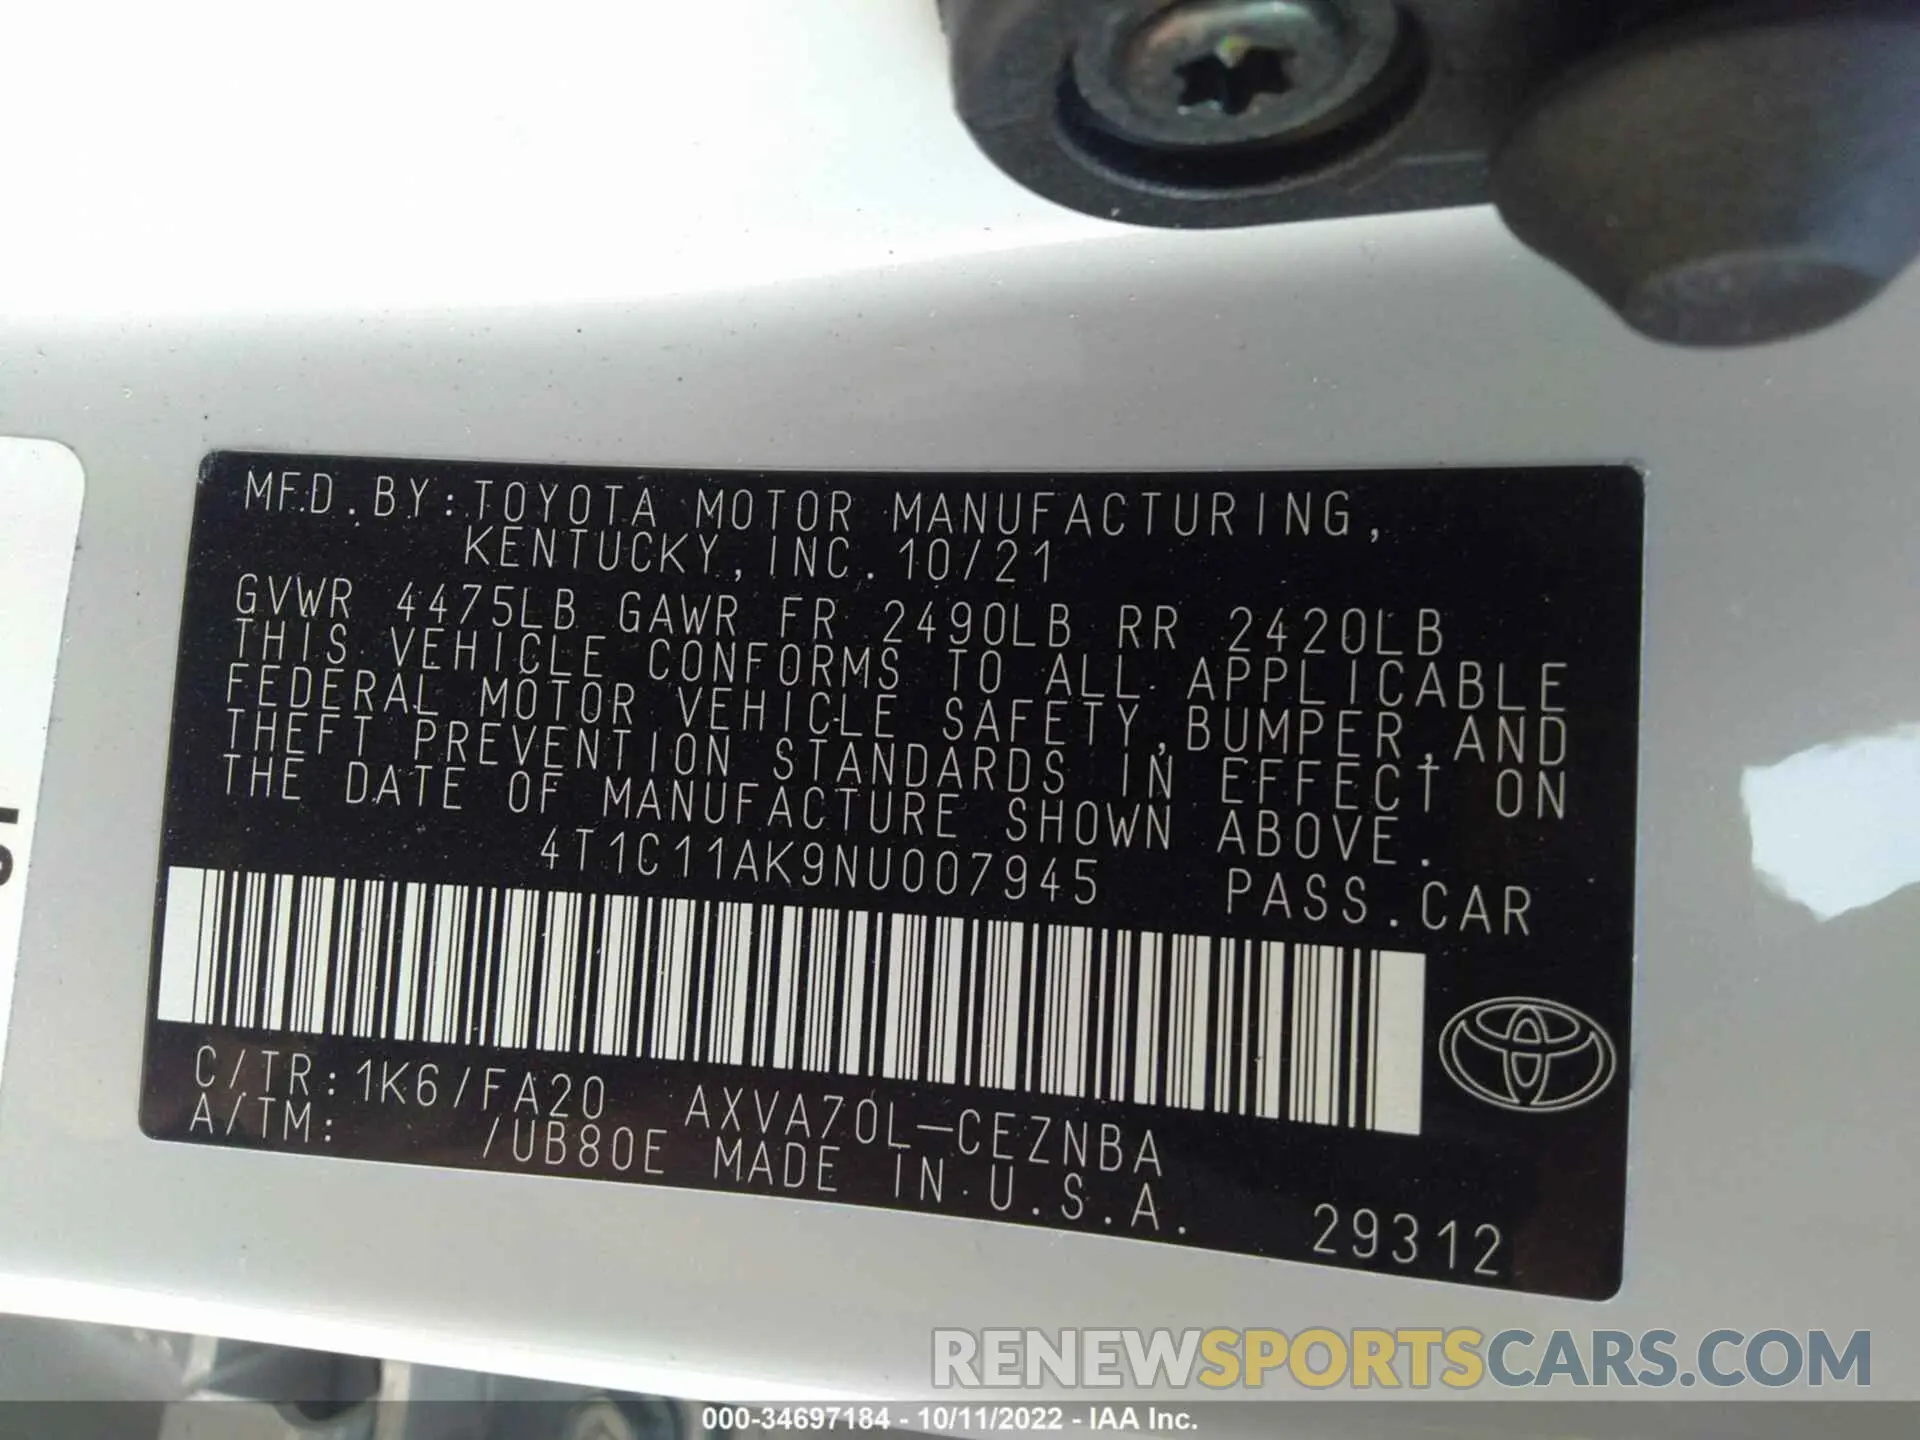 MFD.BY:TOYOTA MOTOR MANUFACTURING,
KENTUCKY,INC. 10/21
GVWR 4475LB GAWR FR 2490LB RR 2420LB
THIS VEHICLE CONFORMS TO ALL APPLICABLE
FEDERAL MOTOR VEHICLE SAFETY,BUMPER,AND
THEFT PREVENTION STANDARDS IN EFFECT ON
THE DATE OF MANUFACTURE SHOWN ABOVE.
4T1C11AK9NU007945 PASS.CAR
C/TR:1K6/FA20 AXVA70L-CEZNBA
A/TM: /UB80E MADE IN U.S.A.
29312
RENEWSPORTSCARS.COM
000-34697184 - 10/11/2022 - IAA Inc.